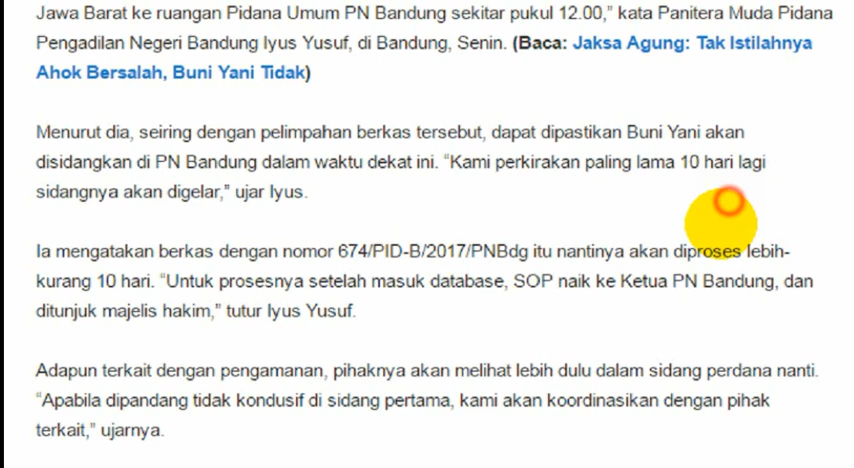 Jawa Barat ke ruangan Pidana Umum PN Bandung sekitar pukul 12.00,” kata Panitera Muda Pidana
Pengadilan Negeri Bandung Iyus Yusuf, di Bandung, Senin. (Baca: Jaksa Agung: Tak Istilahnya
Ahok Bersalah, Buni Yani Tidak)
Menurut dia, seiring dengan pelimpahan berkas tersebut, dapat dipastikan Buni Yani akan
disidangkan di PN Bandung dalam waktu dekat ini. “Kami perkirakan paling lama 10 hari lagi
sidangnya akan digelar,” ujar Iyus.
Ia mengatakan berkas dengan nomor 674/PID-B/2017/PNBdg itu nantinya akan diproses lebih-
kurang 10 hari. “Untuk prosesnya setelah masuk database, SOP naik ke Ketua PN Bandung, dan
ditunjuk majelis hakim,” tutur Iyus Yusuf.
Adapun terkait dengan pengamanan, pihaknya akan melihat lebih dulu dalam sidang perdana nanti.
“Apabila dipandang tidak kondusif di sidang pertama, kami akan koordinasikan dengan pihak
terkait,” ujarnya.